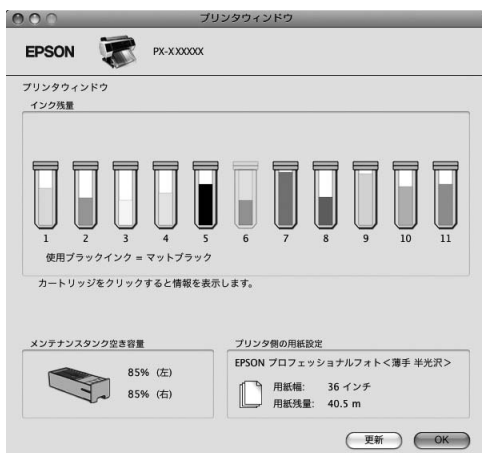 プリンタウィンドウ
EPSON
PX-XXXXXX
プリンタウィンドウ
インク残量
1 2 3 4 5 6 7 8 9 10 11
使用ブラックインク = マットブラック
カートリッジをクリックすると情報を表示します。
メンテナンスタンク空き容量
85% (左)
85% (右)
プリンタ側の用紙設定
EPSON プロフェッショナルフォト<薄手 半光沢>
用紙幅: 36 インチ
用紙残量: 40.5 m
更新 OK